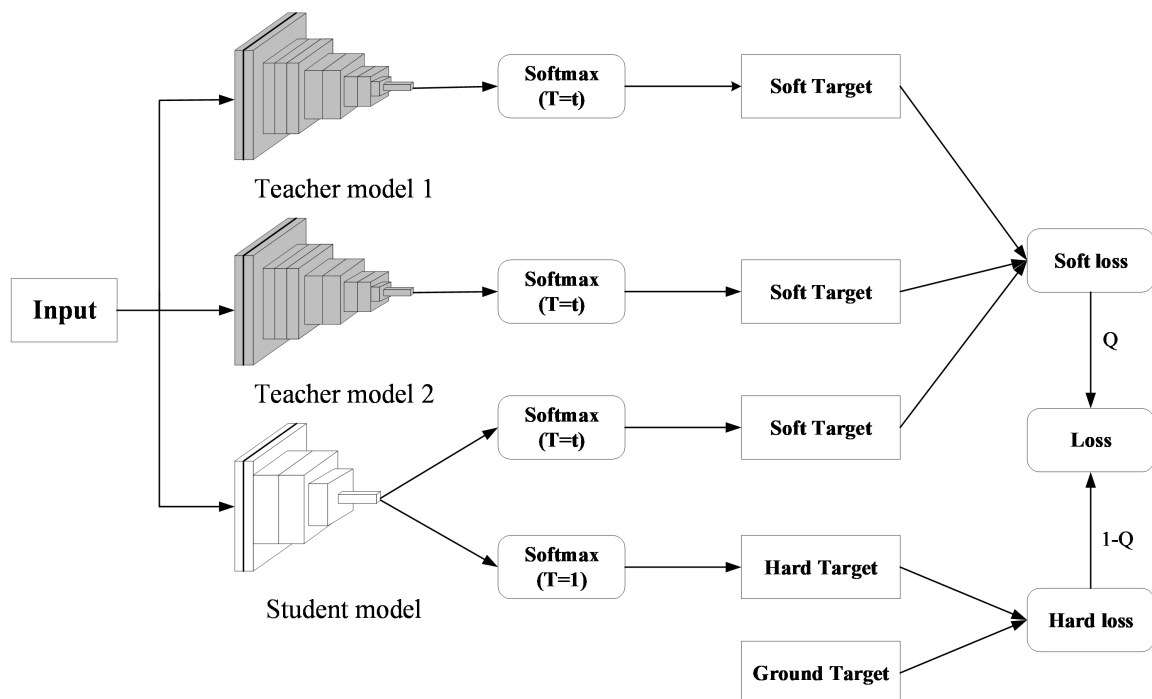 Softmax
(T=t)
Soft Target
Teacher model 1
Input
Softmax
(T=t)
Soft Target
Soft loss
Q
Teacher model 2
Softmax
(T=t)
Soft Target
Loss
1-Q
Softmax
(T=1)
Hard Target
Student model
Hard loss
Ground Target